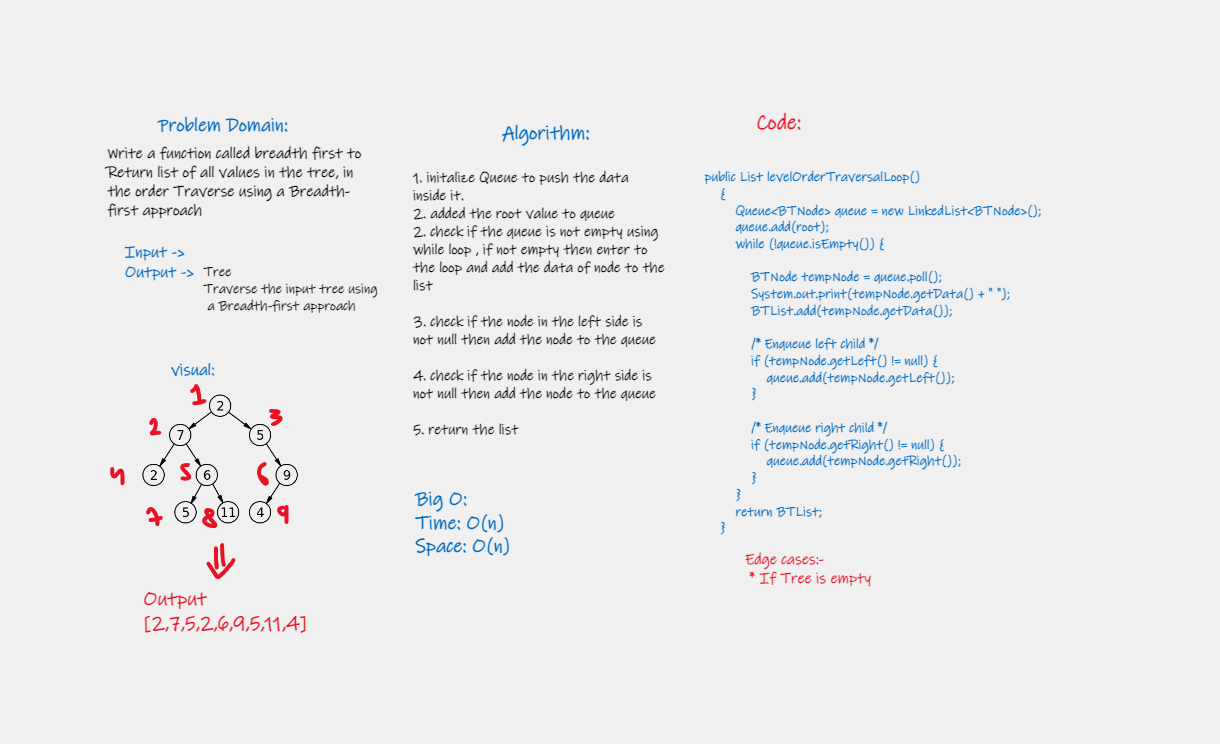 Problem Domain:
Write a function called breadth first to
Return list of all values in the tree, in
the order Traverse using a Breadth-
first approach
Input ->
Output -> Tree
Traverse the input tree using
a Breadth-first approach
visual:
1
2
2
7
3
5
4
2
5
6
6
9
7
5
8
11
4
9
Output
[2,7,5,2,6,9,5,11,4]
Algorithm:
1. initalize Queue to push the data
inside it.
2. added the root value to queue
2. check if the queue is not empty using
while loop , if not empty then enter to
the loop and add the data of node to the
list
3. check if the node in the left side is
not null then add the node to the queue
4. check if the node in the right side is
not null then add the node to the queue
5. return the list
Big O:
Time: O(n)
Space: O(n)
Code:
public List levelOrderTraversalLoop()
{
Queue<BTNode> queue = new LinkedList<BTNode>();
queue.add(root);
while (!queue.isEmpty()) {
BTNode tempNode = queue.poll();
System.out.print(tempNode.getData() + " ");
BTList.add(tempNode.getData());
/* Enqueue left child */
if (tempNode.getLeft() != null) {
queue.add(tempNode.getLeft());
}
/* Enqueue right child */
if (tempNode.getRight() != null) {
queue.add(tempNode.getRight());
}
}
return BTList;
}
Edge cases:-
* If Tree is empty